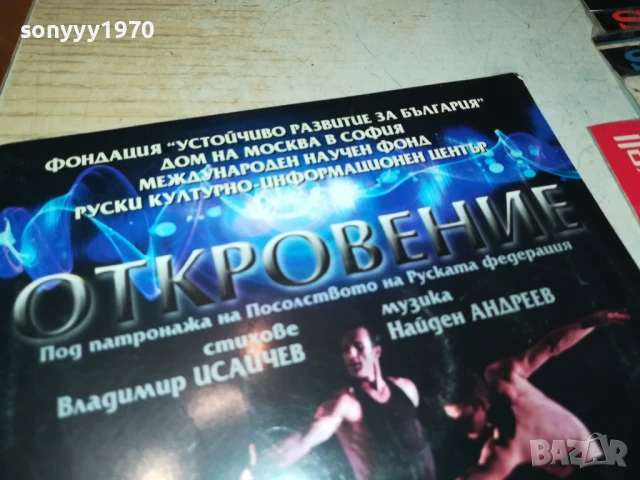 sonyyy1970
ФОНДАЦИЯ "УСТОЙЧИВО РАЗВИТИЕ ЗА БЪЛГАРИЯ"
ДОМ НА МОСКВА В СОФИЯ
МЕЖДУНАРОДЕН НАУЧЕН ФОНД
РУСКИ КУЛТУРНО-ИНФОРМАЦИОНЕН ЦЕНТЪР
ОТКРОВЕНИЕ
Под патронажа на Посолството на Руската федерация
стихове
Владимир ИСАЙЧЕВ
музика
Найден АНДРЕЕВ
BAZAR